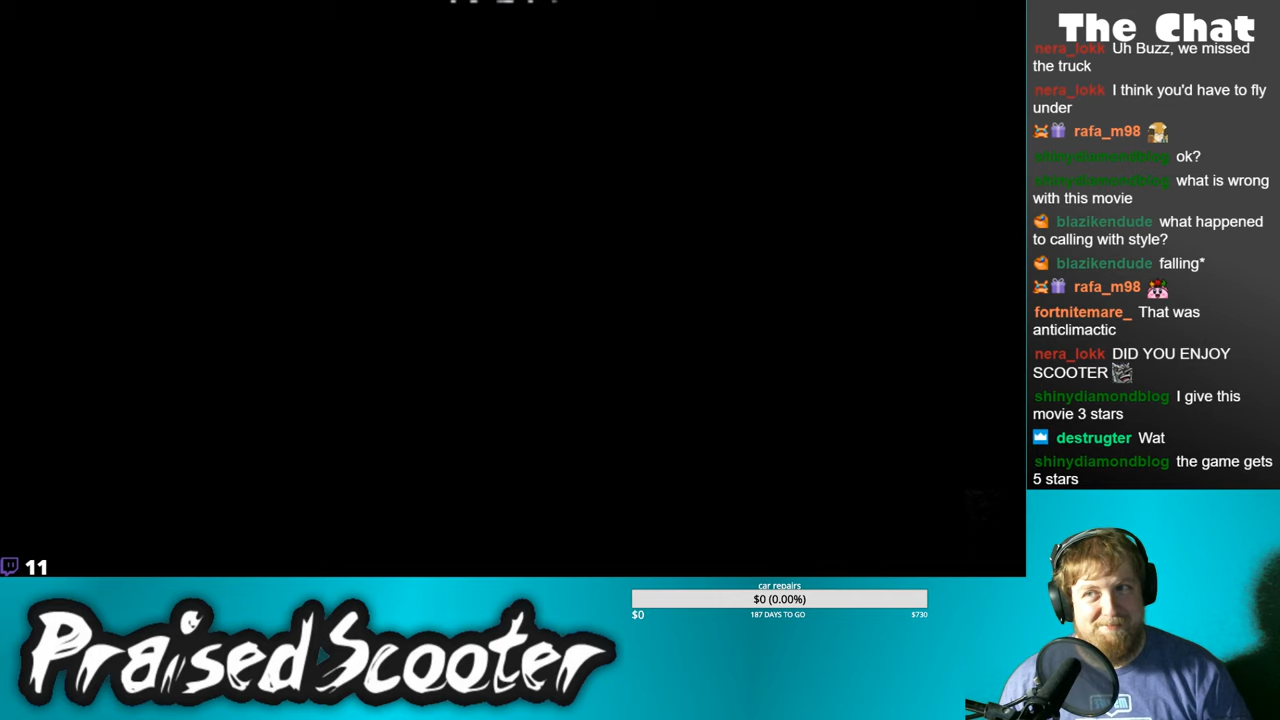 The Chat
nera_lokk Uh Buzz, we missed
the truck
nera_lokk I think you'd have to fly
under
rafa_m98
shinydiamondblog ok?
shinydiamondblog what is wrong
with this movie
blazikendude what happened
to calling with style?
blazikendude falling*
rafa_m98
fortnitemare_ That was
anticlimactic
nera_lokk DID YOU ENJOY
SCOOTER
shinydiamondblog I give this
movie 3 stars
destrugter Wat
shinydiamondblog the game gets
5 stars
11
car repairs
$0 (0.00%)
$0 187 DAYS TO GO $730
PraisedScooter